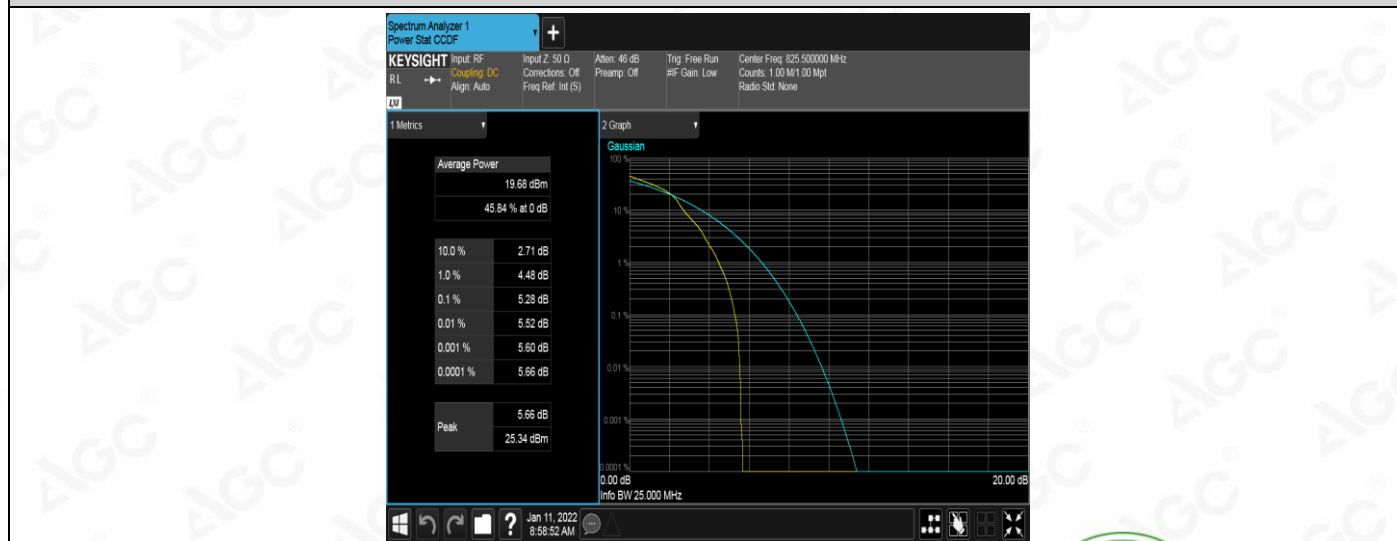 Spectrum Analyzer 1
Power Stat CCDF
+
KEYSIGHT
R L
LXI
Input: RF
Coupling: DC
Align: Auto
Input Z: 50 Ω
Corrections: Off
Freq Ref: Int (S)
Atten: 46 dB
Preamp: Off
Trig: Free Run
#IF Gain: Low
Center Freq: 825.500000 MHz
Counts: 1.00 M/1.00 Mpt
Radio Std: None
1 Metrics
Average Power
19.68 dBm
45.84 % at 0 dB
10.0 % 2.71 dB
1.0 % 4.48 dB
0.1 % 5.28 dB
0.01 % 5.52 dB
0.001 % 5.60 dB
0.0001 % 5.66 dB
Peak
5.66 dB
25.34 dBm
2 Graph
Gaussian
100 %
10 %
1 %
0.1 %
0.01 %
0.001 %
0.0001 %
0.00 dB
20.00 dB
Info BW 25.000 MHz
?
Jan 11, 2022
8:58:52 AM
AGC